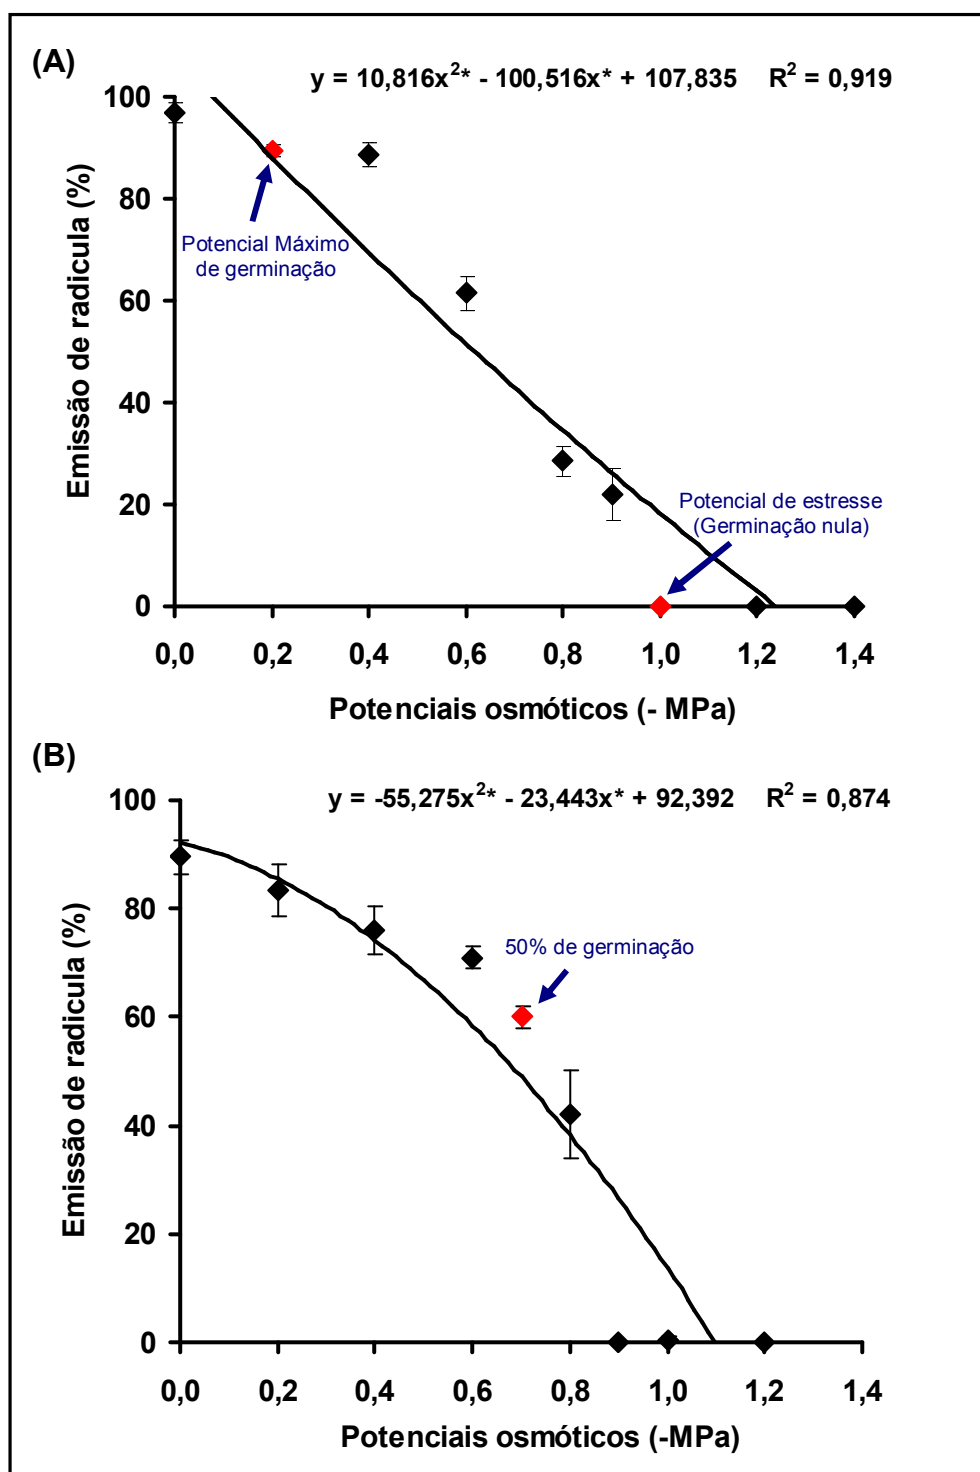 (A)
y = 10,816x²* - 100,516x* + 107,835 R² = 0,919
100
80
60
40
20
0
Emissão de radicula (%)
Potencial Máximo
de germinação
Potencial de estresse
(Germinação nula)
0,0 0,2 0,4 0,6 0,8 1,0 1,2 1,4
Potenciais osmóticos (- MPa)
(B)
y = -55,275x²* - 23,443x* + 92,392 R² = 0,874
100
80
60
40
20
0
Emissão de radicula (%)
50% de germinação
0,0 0,2 0,4 0,6 0,8 1,0 1,2 1,4
Potenciais osmóticos (-MPa)